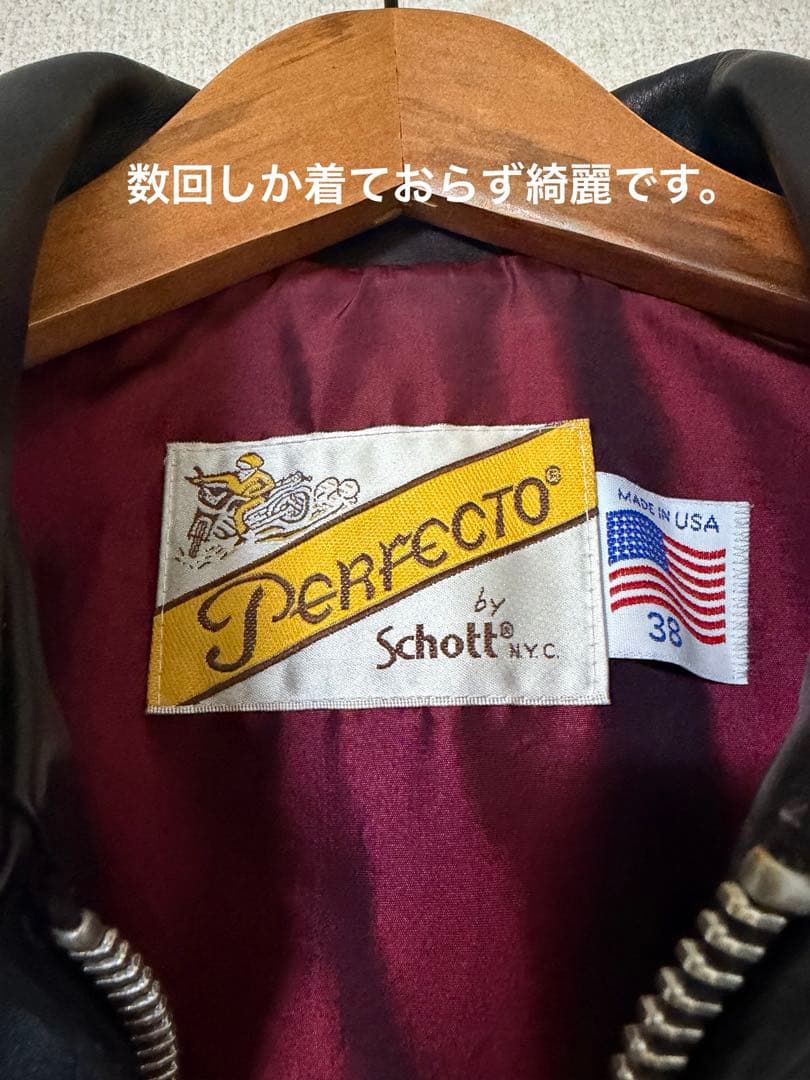 数回しか着ておらず綺麗です。
PERFECTO®
by
Schott® N.Y.C.
MADE IN USA
38